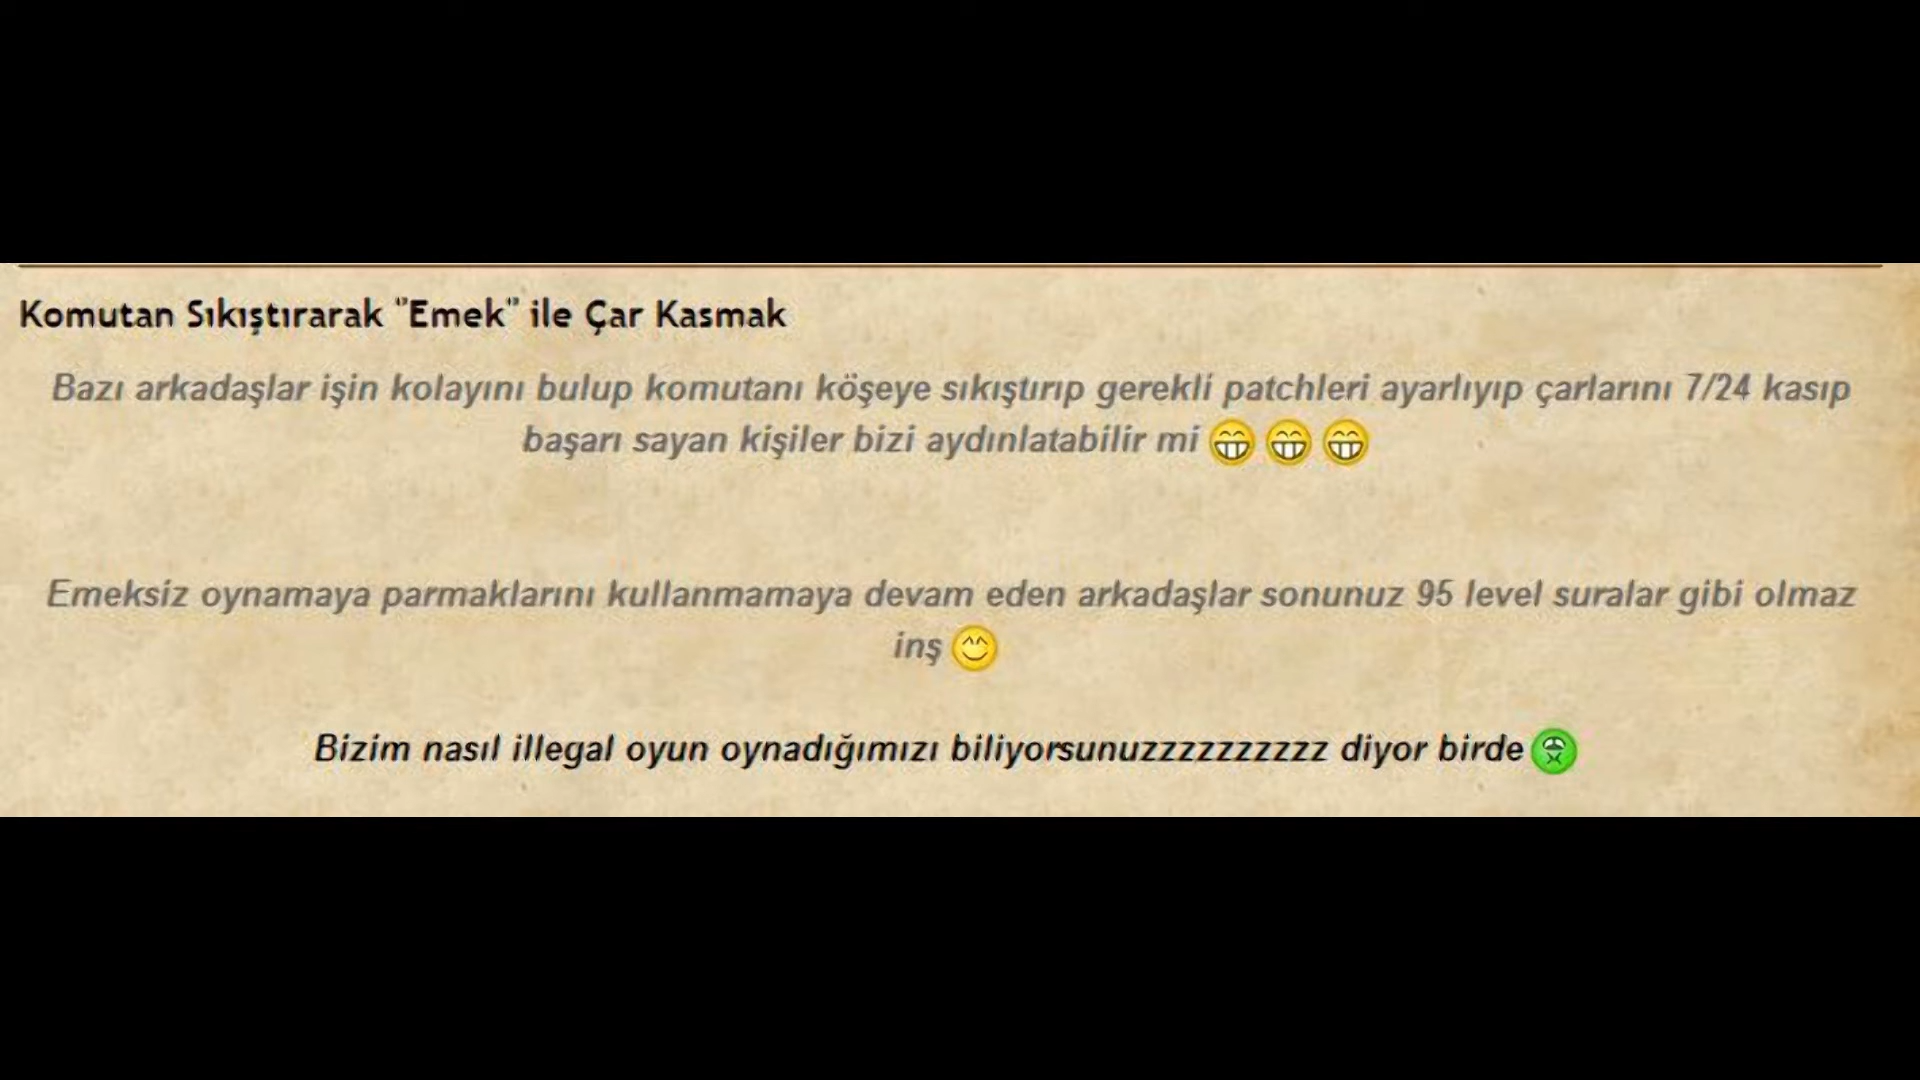 Komutan Sıkıştırarak "Emek" ile Çar Kasmak
Bazı arkadaşlar işin kolayını bulup komutanı köşeye sıkıştırıp gerekli patchleri ayarlıyıp çarlarını 7/24 kasıp
başarı sayan kişiler bizi aydınlatabilir mi
Emeksiz oynamaya parmaklarını kullanmamaya devam eden arkadaşlar sonunuz 95 level suralar gibi olmaz
inş
Bizim nasıl illegal oyun oynadığımızı biliyorsunuzzzzzzzzzz diyor birde